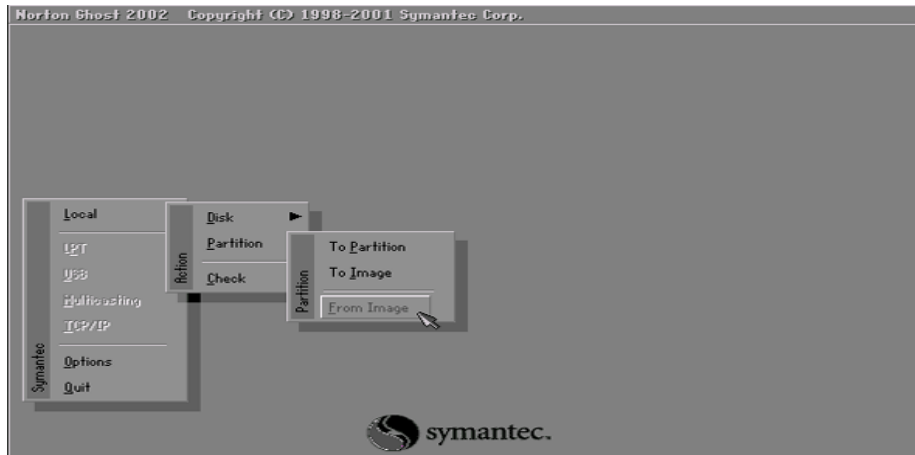 Norton Ghost 2002 Copyright (C) 1998-2001 Symantec Corp.
Local
LPT
USB
Multicasting
TCP/IP
Options
Quit
Symantec
Disk
Partition
Check
Action
To Partition
To Image
From Image
Partition
symantec.